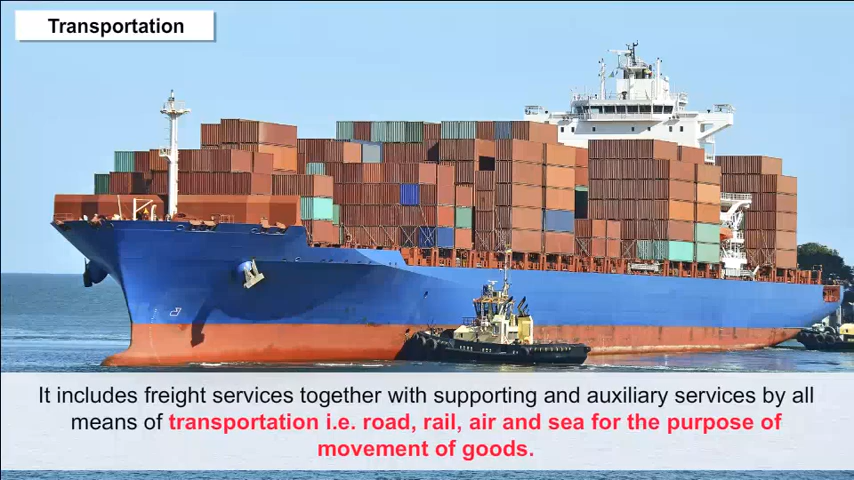 Transportation
It includes freight services together with supporting and auxiliary services by all
means of transportation i.e. road, rail, air and sea for the purpose of
movement of goods.